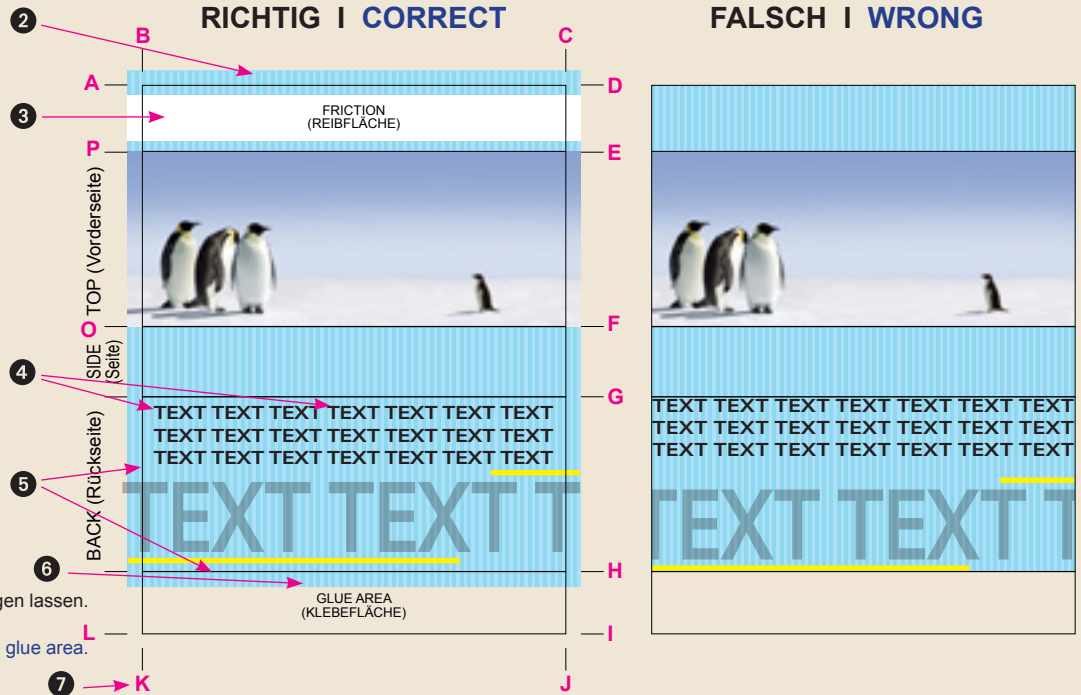 RICHTIG I CORRECT
FALSCH I WRONG
2
B
C
A
D
3
FRICTION
(REIBFLÄCHE)
P
E
TOP (Vorderseite)
O
F
SIDE
(Seite)
4
G
TEXT TEXT TEXT TEXT TEXT TEXT TEXT
TEXT TEXT TEXT TEXT TEXT TEXT TEXT
TEXT TEXT TEXT TEXT TEXT TEXT TEXT
TEXT TEXT TEXT TEXT TEXT TEXT TEXT
TEXT TEXT TEXT TEXT TEXT TEXT TEXT
TEXT TEXT TEXT TEXT TEXT TEXT TEXT
BACK (Rückseite)
5
TEXT TEXT T
TEXT TEXT T
6
H
GLUE AREA
(KLEBEFLÄCHE)
gen lassen.
L
I
glue area.
7
K
J